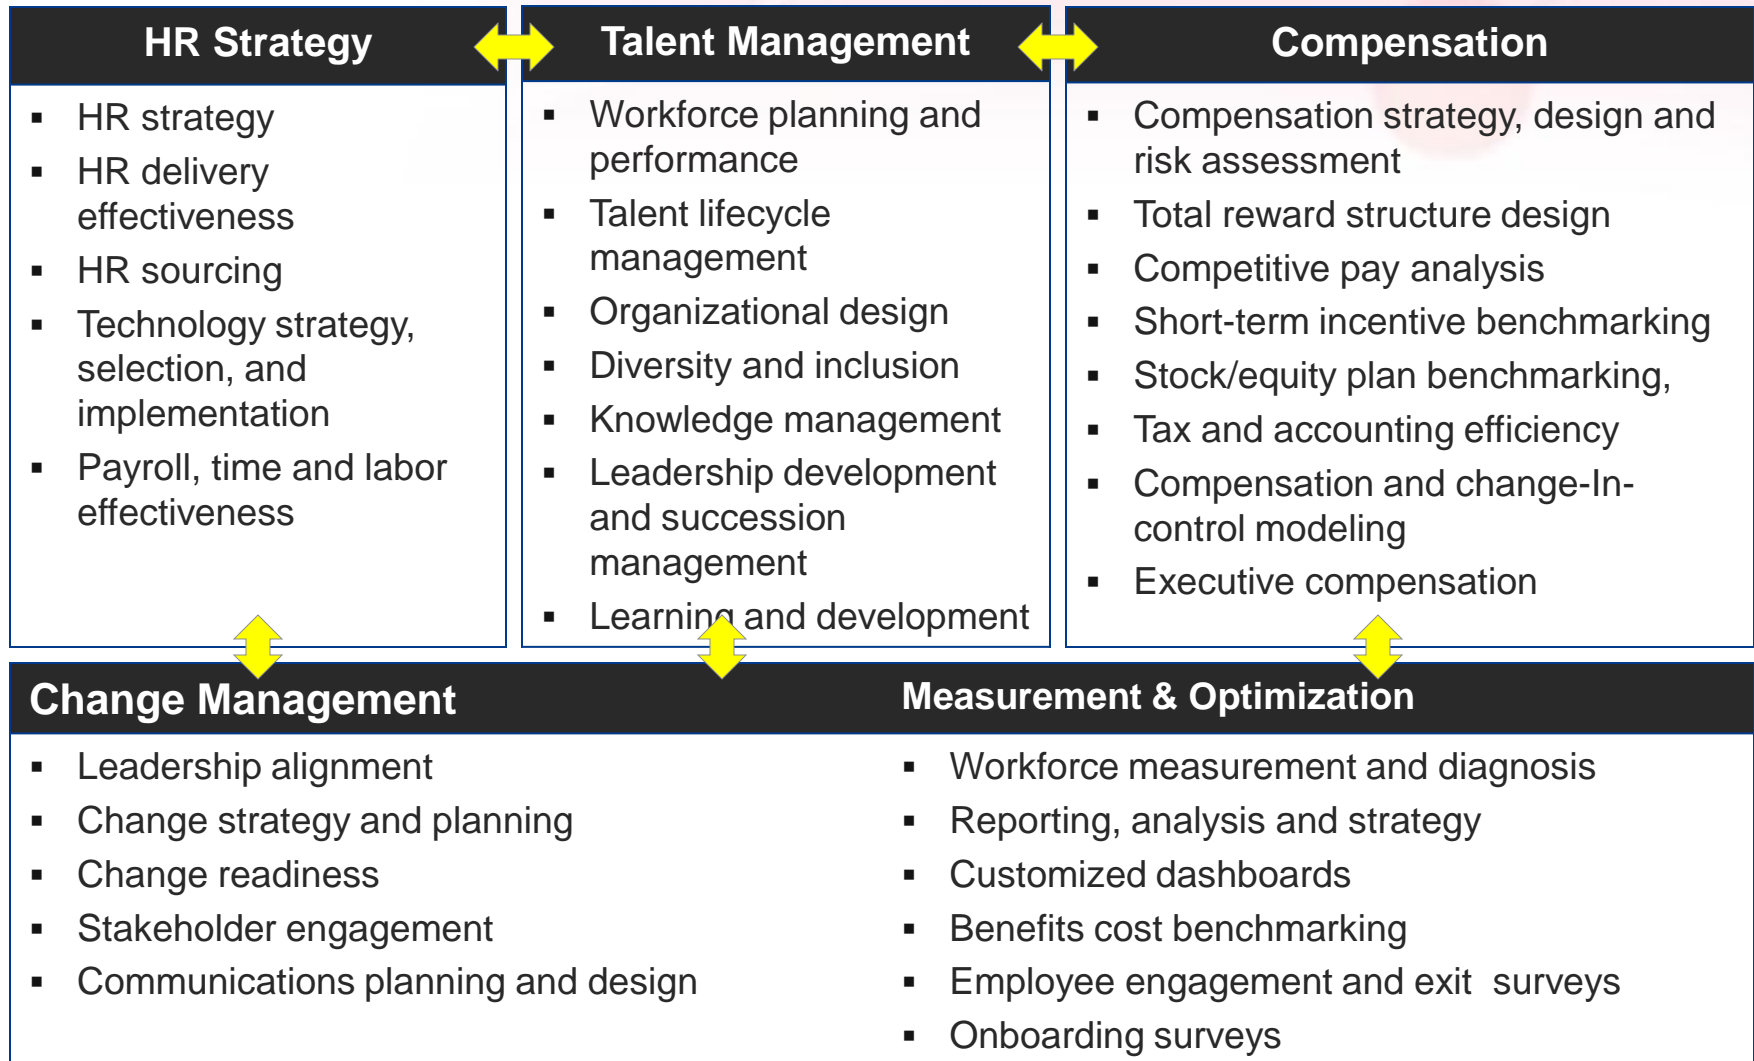 HR Strategy
HR strategy
HR delivery
effectiveness
HR sourcing
Technology strategy,
selection, and
implementation
Payroll, time and labor
effectiveness
Talent Management
Workforce planning and
performance
Talent lifecycle
management
Organizational design
Diversity and inclusion
Knowledge management
Leadership development
and succession
management
Learning and development
Compensation
Compensation strategy, design and
risk assessment
Total reward structure design
Competitive pay analysis
Short-term incentive benchmarking
Stock/equity plan benchmarking,
Tax and accounting efficiency
Compensation and change-In-
control modeling
Executive compensation
Change Management
Leadership alignment
Change strategy and planning
Change readiness
Stakeholder engagement
Communications planning and design
Measurement & Optimization
Workforce measurement and diagnosis
Reporting, analysis and strategy
Customized dashboards
Benefits cost benchmarking
Employee engagement and exit  surveys
Onboarding surveys